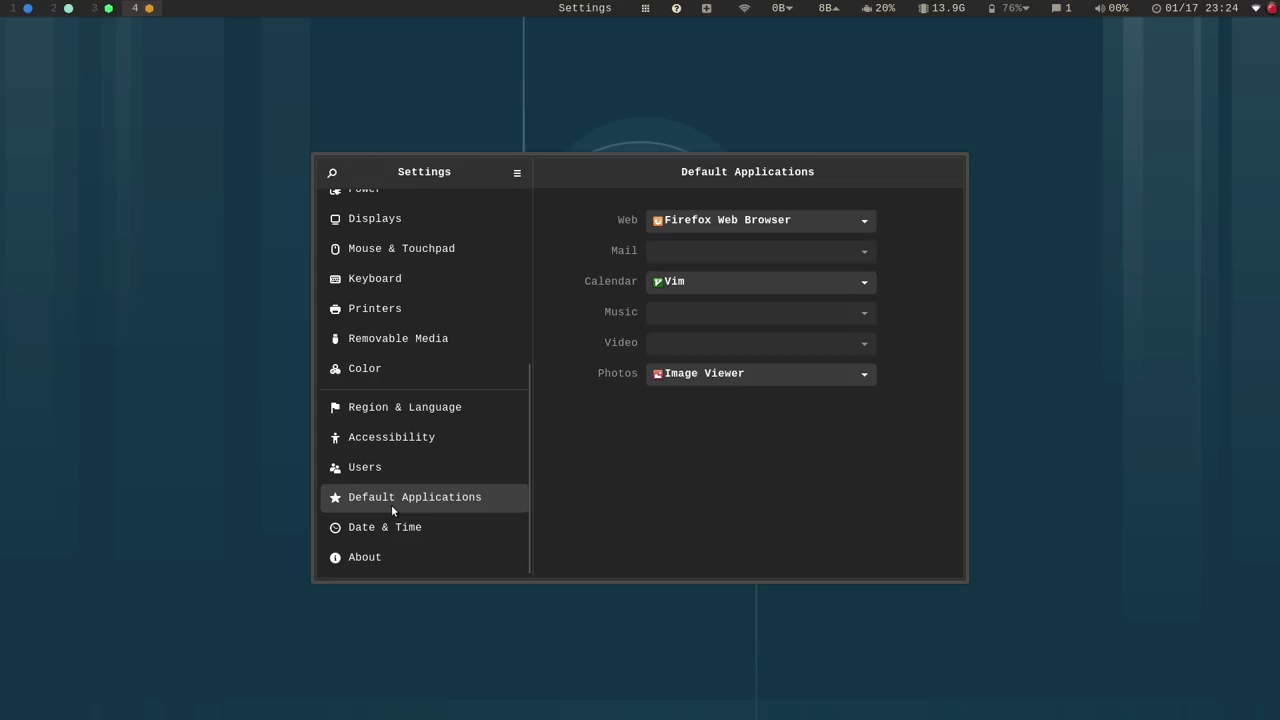 1 2 3 4 Settings 0B 8B 20% 13.9G 76% 1 00% 01/17 23:24
Settings
Default Applications
Power
Displays
Mouse & Touchpad
Keyboard
Printers
Removable Media
Color
Region & Language
Accessibility
Users
Default Applications
Date & Time
About
Web Firefox Web Browser
Mail
Calendar Vim
Music
Video
Photos Image Viewer